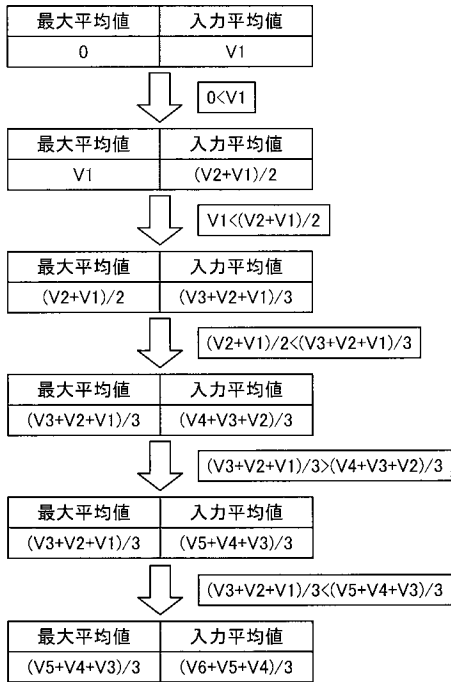 最大平均値 入力平均値
0 V1
0<V1
最大平均値 入力平均値
V1 (V2+V1)/2
V1<(V2+V1)/2
最大平均値 入力平均値
(V2+V1)/2 (V3+V2+V1)/3
(V2+V1)/2<(V3+V2+V1)/3
最大平均値 入力平均値
(V3+V2+V1)/3 (V4+V3+V2)/3
(V3+V2+V1)/3>(V4+V3+V2)/3
最大平均値 入力平均値
(V3+V2+V1)/3 (V5+V4+V3)/3
(V3+V2+V1)/3<(V5+V4+V3)/3
最大平均値 入力平均値
(V5+V4+V3)/3 (V6+V5+V4)/3